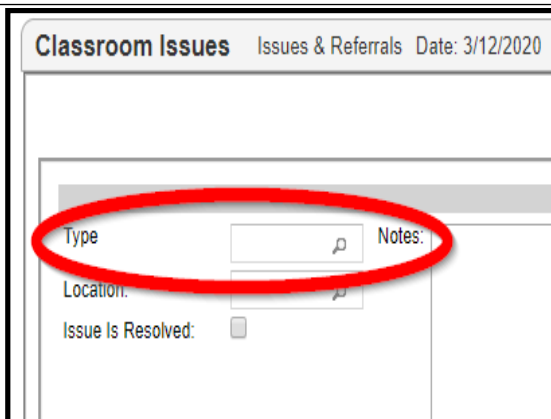 Classroom Issues Issues & Referrals Date: 3/12/2020
Type Notes:
Location:
Issue Is Resolved: